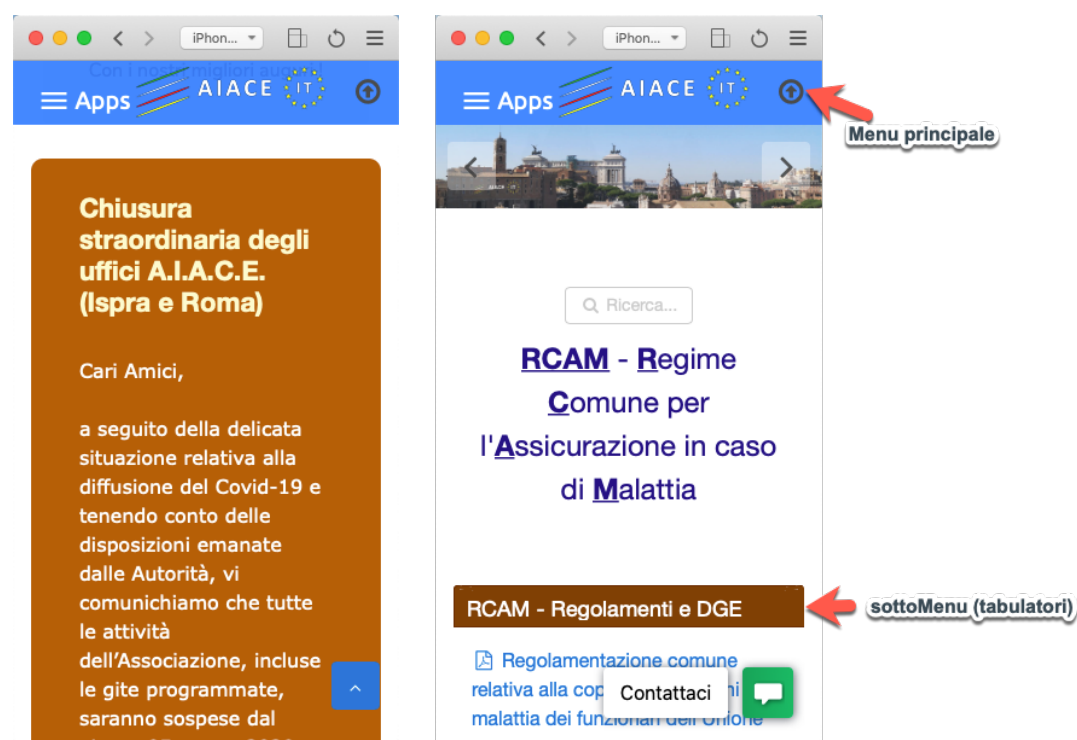 iPhon...
Con i nostri migliori auguri !
Apps
AIACE IT
Chiusura
straordinaria degli
uffici A.I.A.C.E.
(Ispra e Roma)
Cari Amici,
a seguito della delicata
situazione relativa alla
diffusione del Covid-19 e
tenendo conto delle
disposizioni emanate
dalle Autorità, vi
comunichiamo che tutte
le attività
dell'Associazione, incluse
le gite programmate,
saranno sospese dal
iPhon...
Apps
AIACE IT
Menu principale
Ricerca...
RCAM - Regime
Comune per
l'Assicurazione in caso
di Malattia
RCAM - Regolamenti e DGE
sottoMenu (tabulatori)
Regolamentazione comune
relativa alla cop
Contattaci
malattia dei funzionari dell'Unione